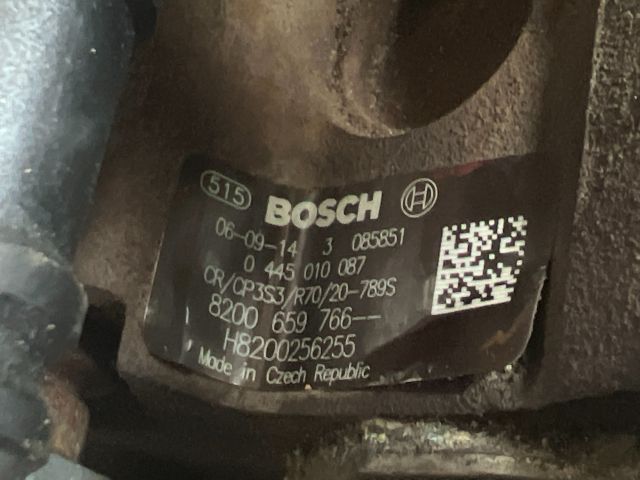 515 BOSCH
06-09-14 3 085851
0 445 010 087
CR/CP3S3/R70/20-789S
8200 659 766--
H8200256255
Made in Czech Republic